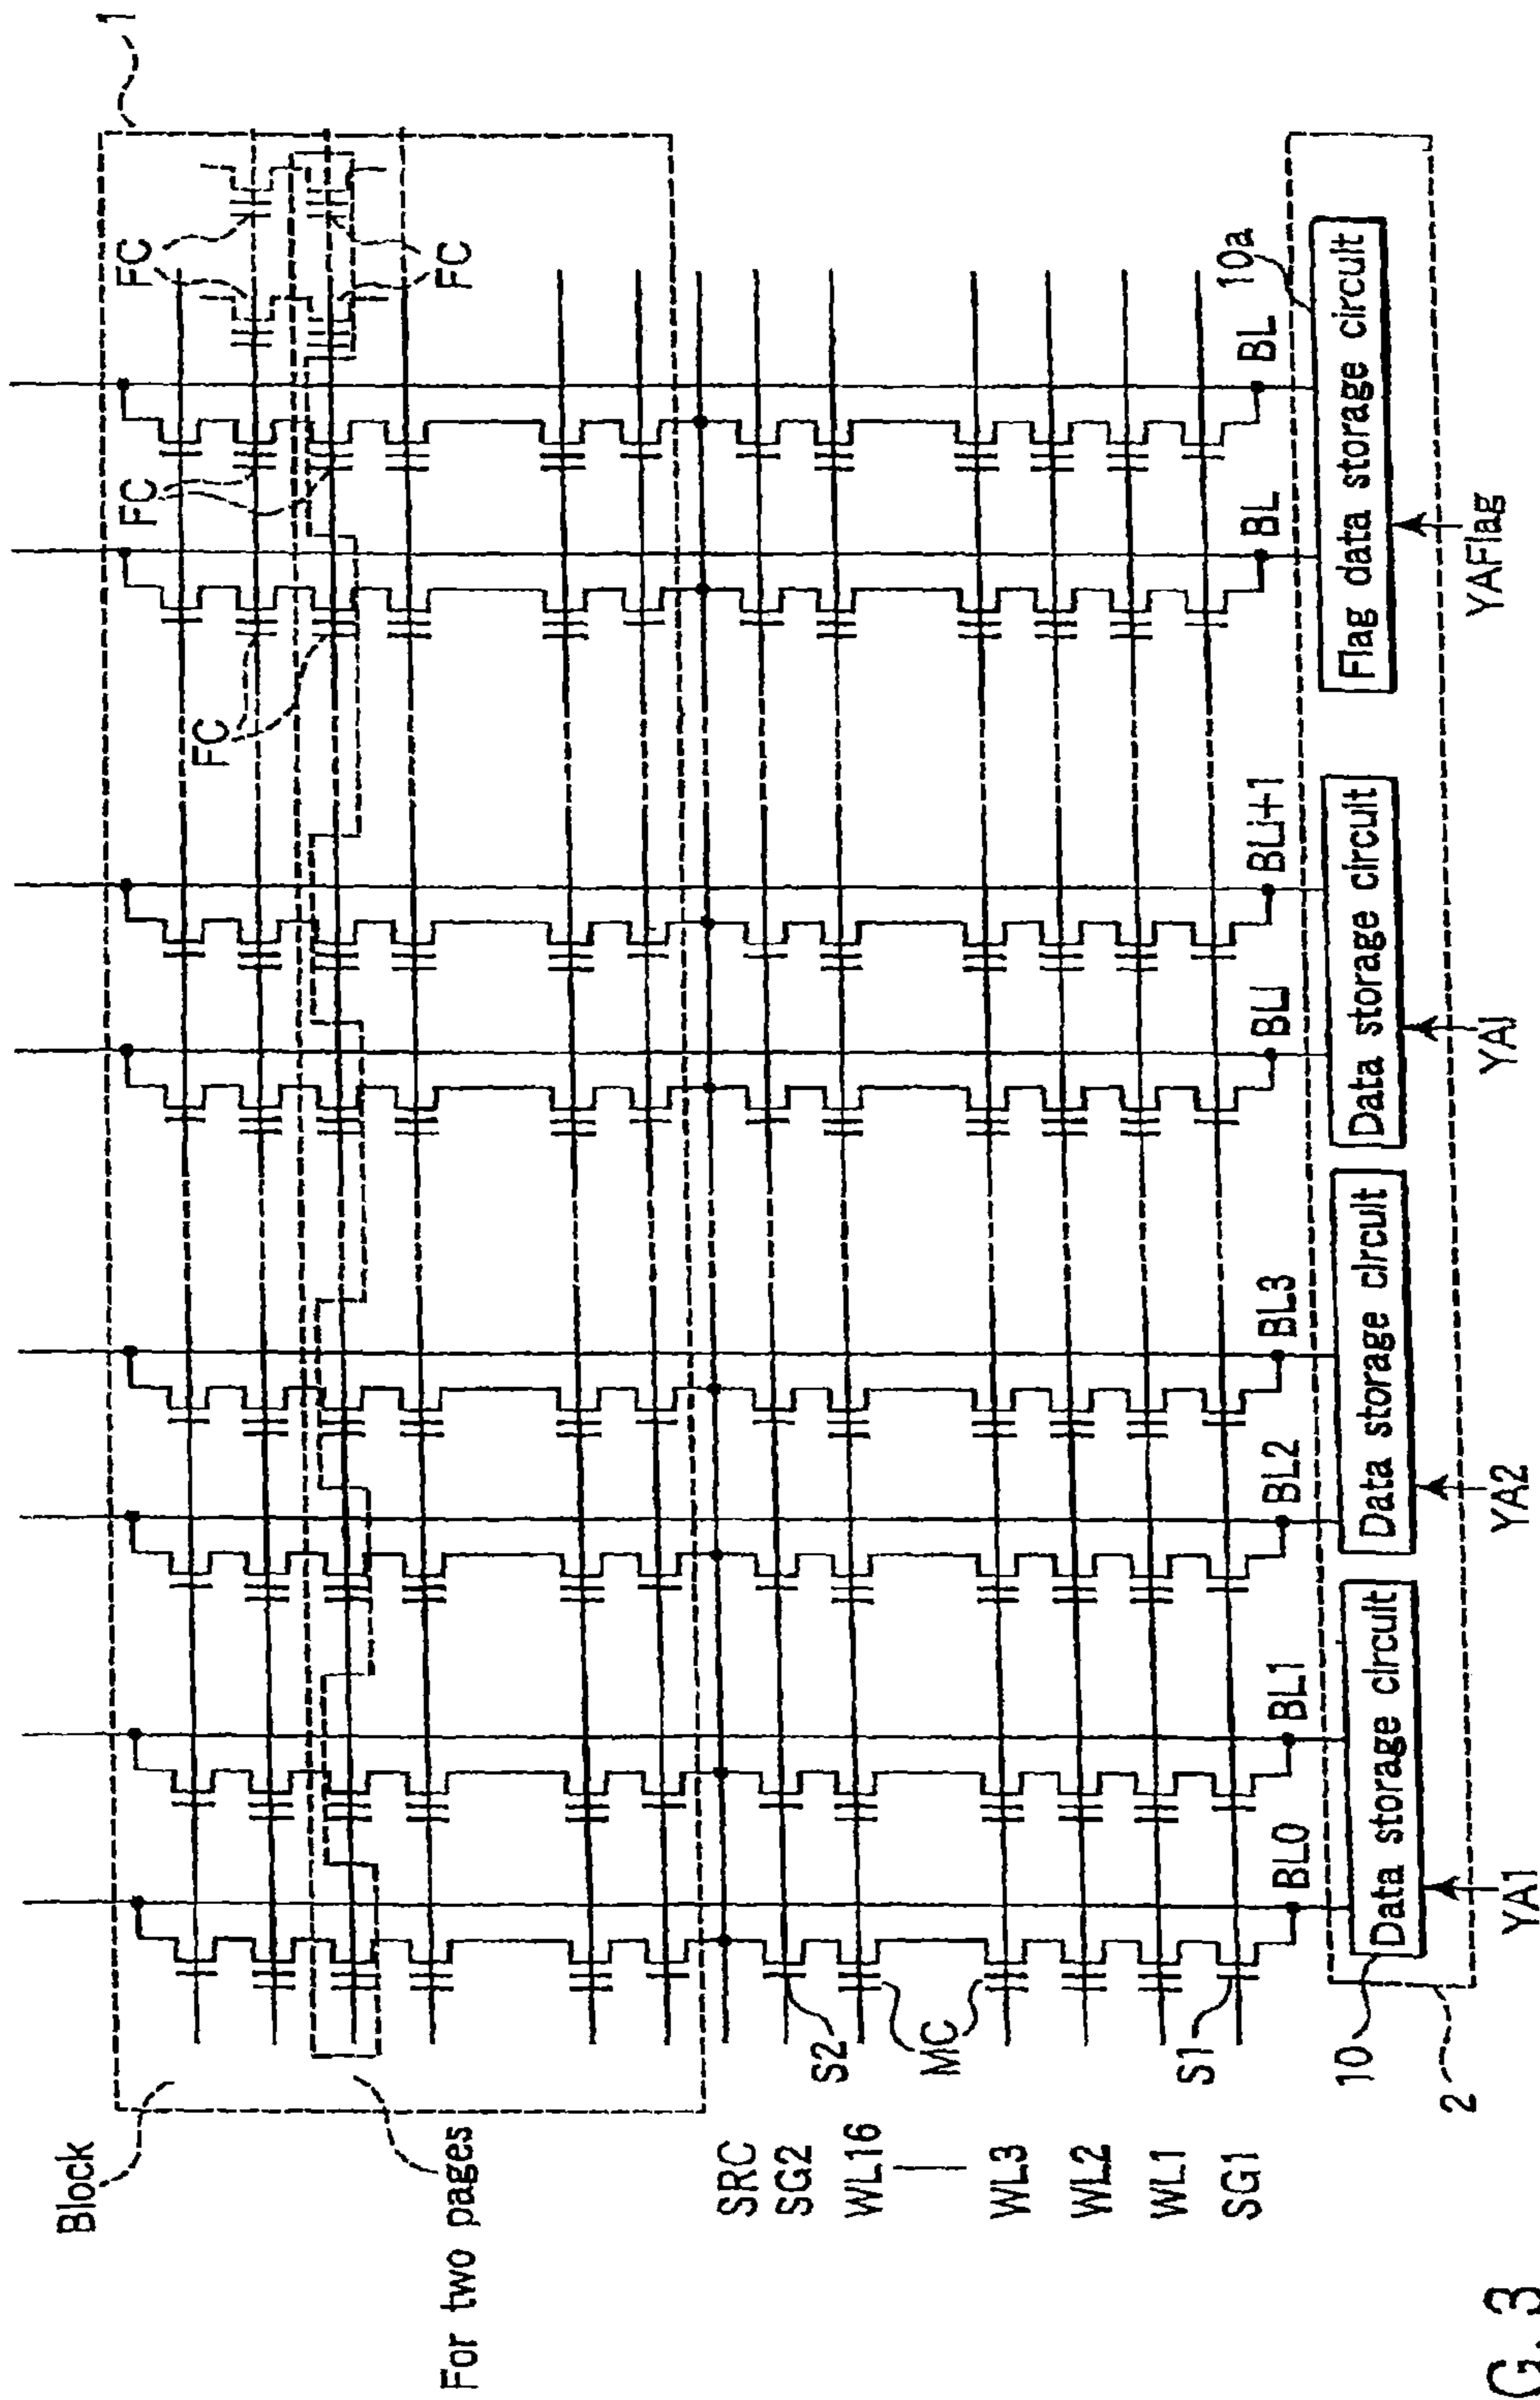 1
Block
For two pages
FC
FC
FC
FC
SRC
SG2
WL16
WL3
WL2
WL1
SG1
S2
MC
S1
BL0
BL1
BL2
BL3
BLi
BLi+1
BL
BL
10
10a
Data storage circuit
Data storage circuit
Data storage circuit
Flag data storage circuit
2
YA1
YA2
YAi
YAFlag
G. 3